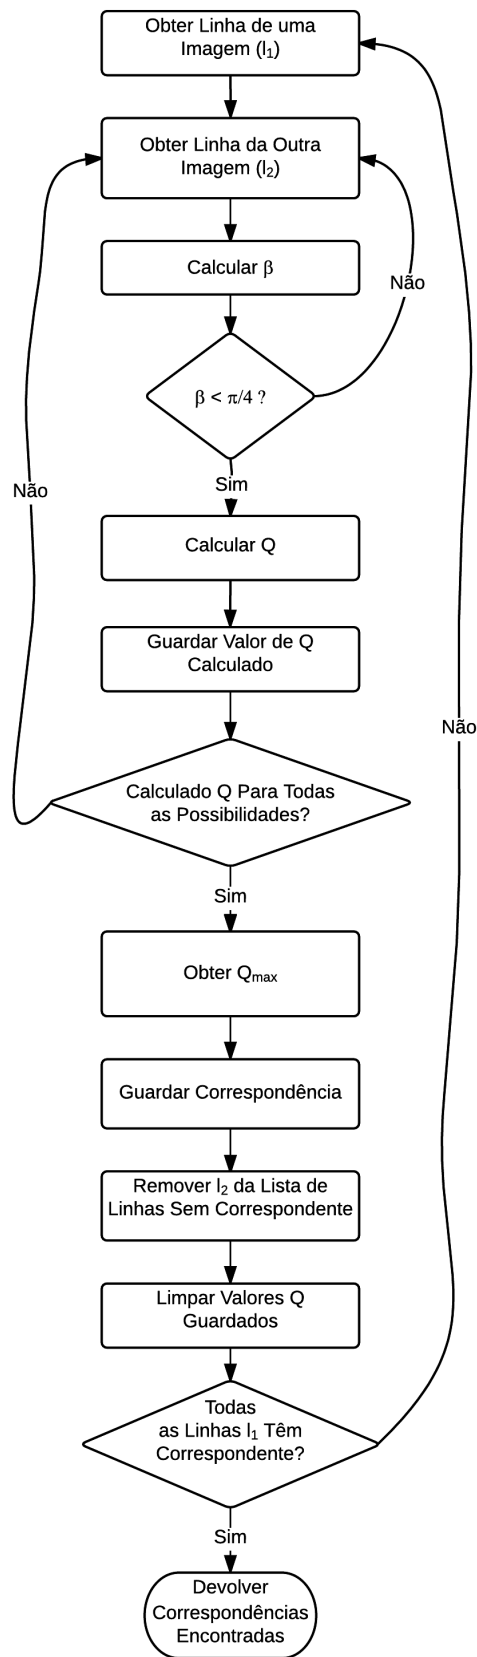 Obter Linha de uma
Imagem (l₁)
Obter Linha da Outra
Imagem (l₂)
Calcular β
Não
β < π/4 ?
Sim
Não
Calcular Q
Guardar Valor de Q
Calculado
Não
Calculado Q Para Todas
as Possibilidades?
Sim
Obter Qmax
Guardar Correspondência
Remover l₂ da Lista de
Linhas Sem Correspondente
Limpar Valores Q
Guardados
Todas
as Linhas l₁ Têm
Correspondente?
Sim
Devolver
Correspondências
Encontradas